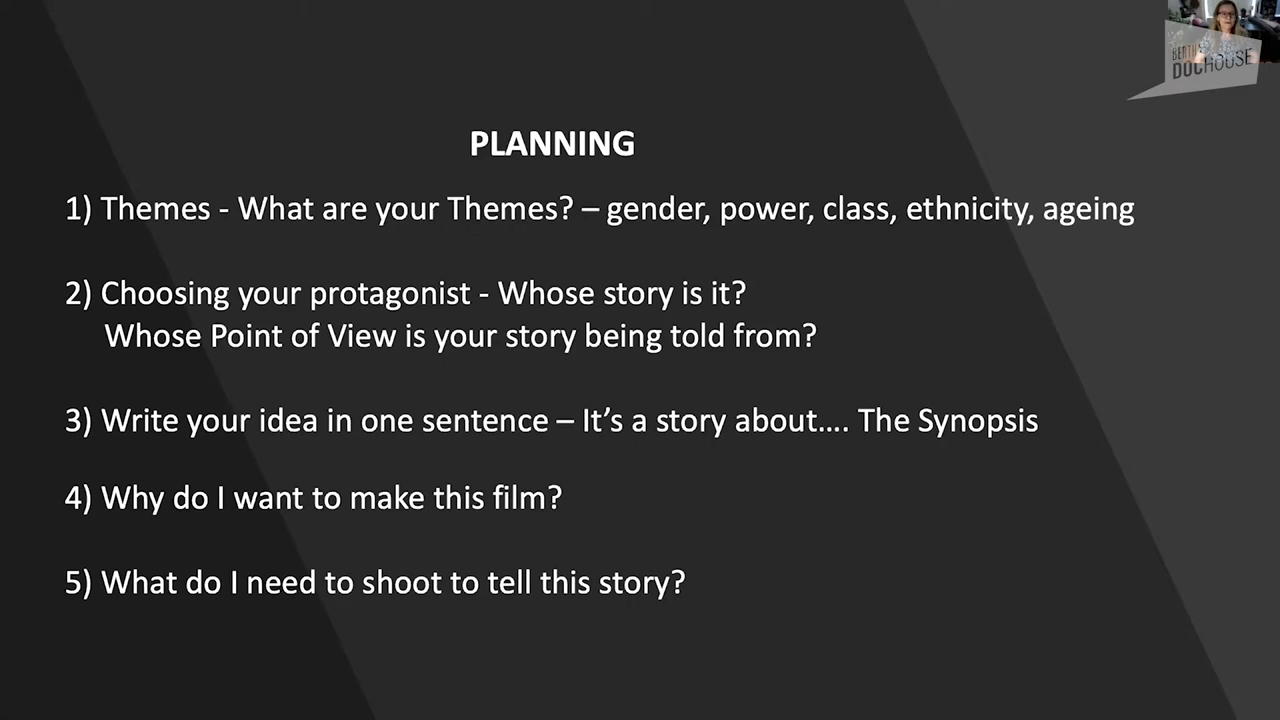 BERTHA
DOCHOUSE
PLANNING
1) Themes - What are your Themes? – gender, power, class, ethnicity, ageing
2) Choosing your protagonist - Whose story is it?
Whose Point of View is your story being told from?
3) Write your idea in one sentence – It’s a story about…. The Synopsis
4) Why do I want to make this film?
5) What do I need to shoot to tell this story?